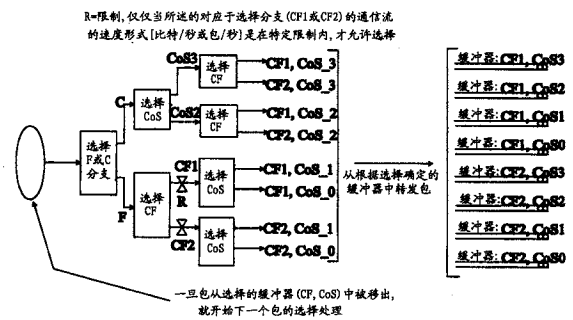 R=限制,仅仅当所述的对应于选择分支(CF1或CF2)的通信流
的速度形式[比特/秒或包/秒]是在特定限制内,才允许选择
CoS3
选择
CF
CF1, CoS_3
CF2, CoS_3
C
选择
CoS
CoS2
选择
CF
CF1, CoS_2
CF2, CoS_2
选择
F或C
分支
F
选择
CF
CF1
R
CF2
选择
CoS
CF1, CoS_1
CF1, CoS_0
选择
CoS
CF2, CoS_1
CF2, CoS_0
从根据选择确定的
缓冲器中转发包
缓冲器:CF1, CoS3
缓冲器:CF1, CoS2
缓冲器:CF1, CoS1
缓冲器:CF1, CoS0
缓冲器:CF2, CoS3
缓冲器:CF2, CoS2
缓冲器:CF2, CoS1
缓冲器:CF2, CoS0
一旦包从选择的缓冲器(CF, CoS)中被移出,
就开始下一个包的选择处理